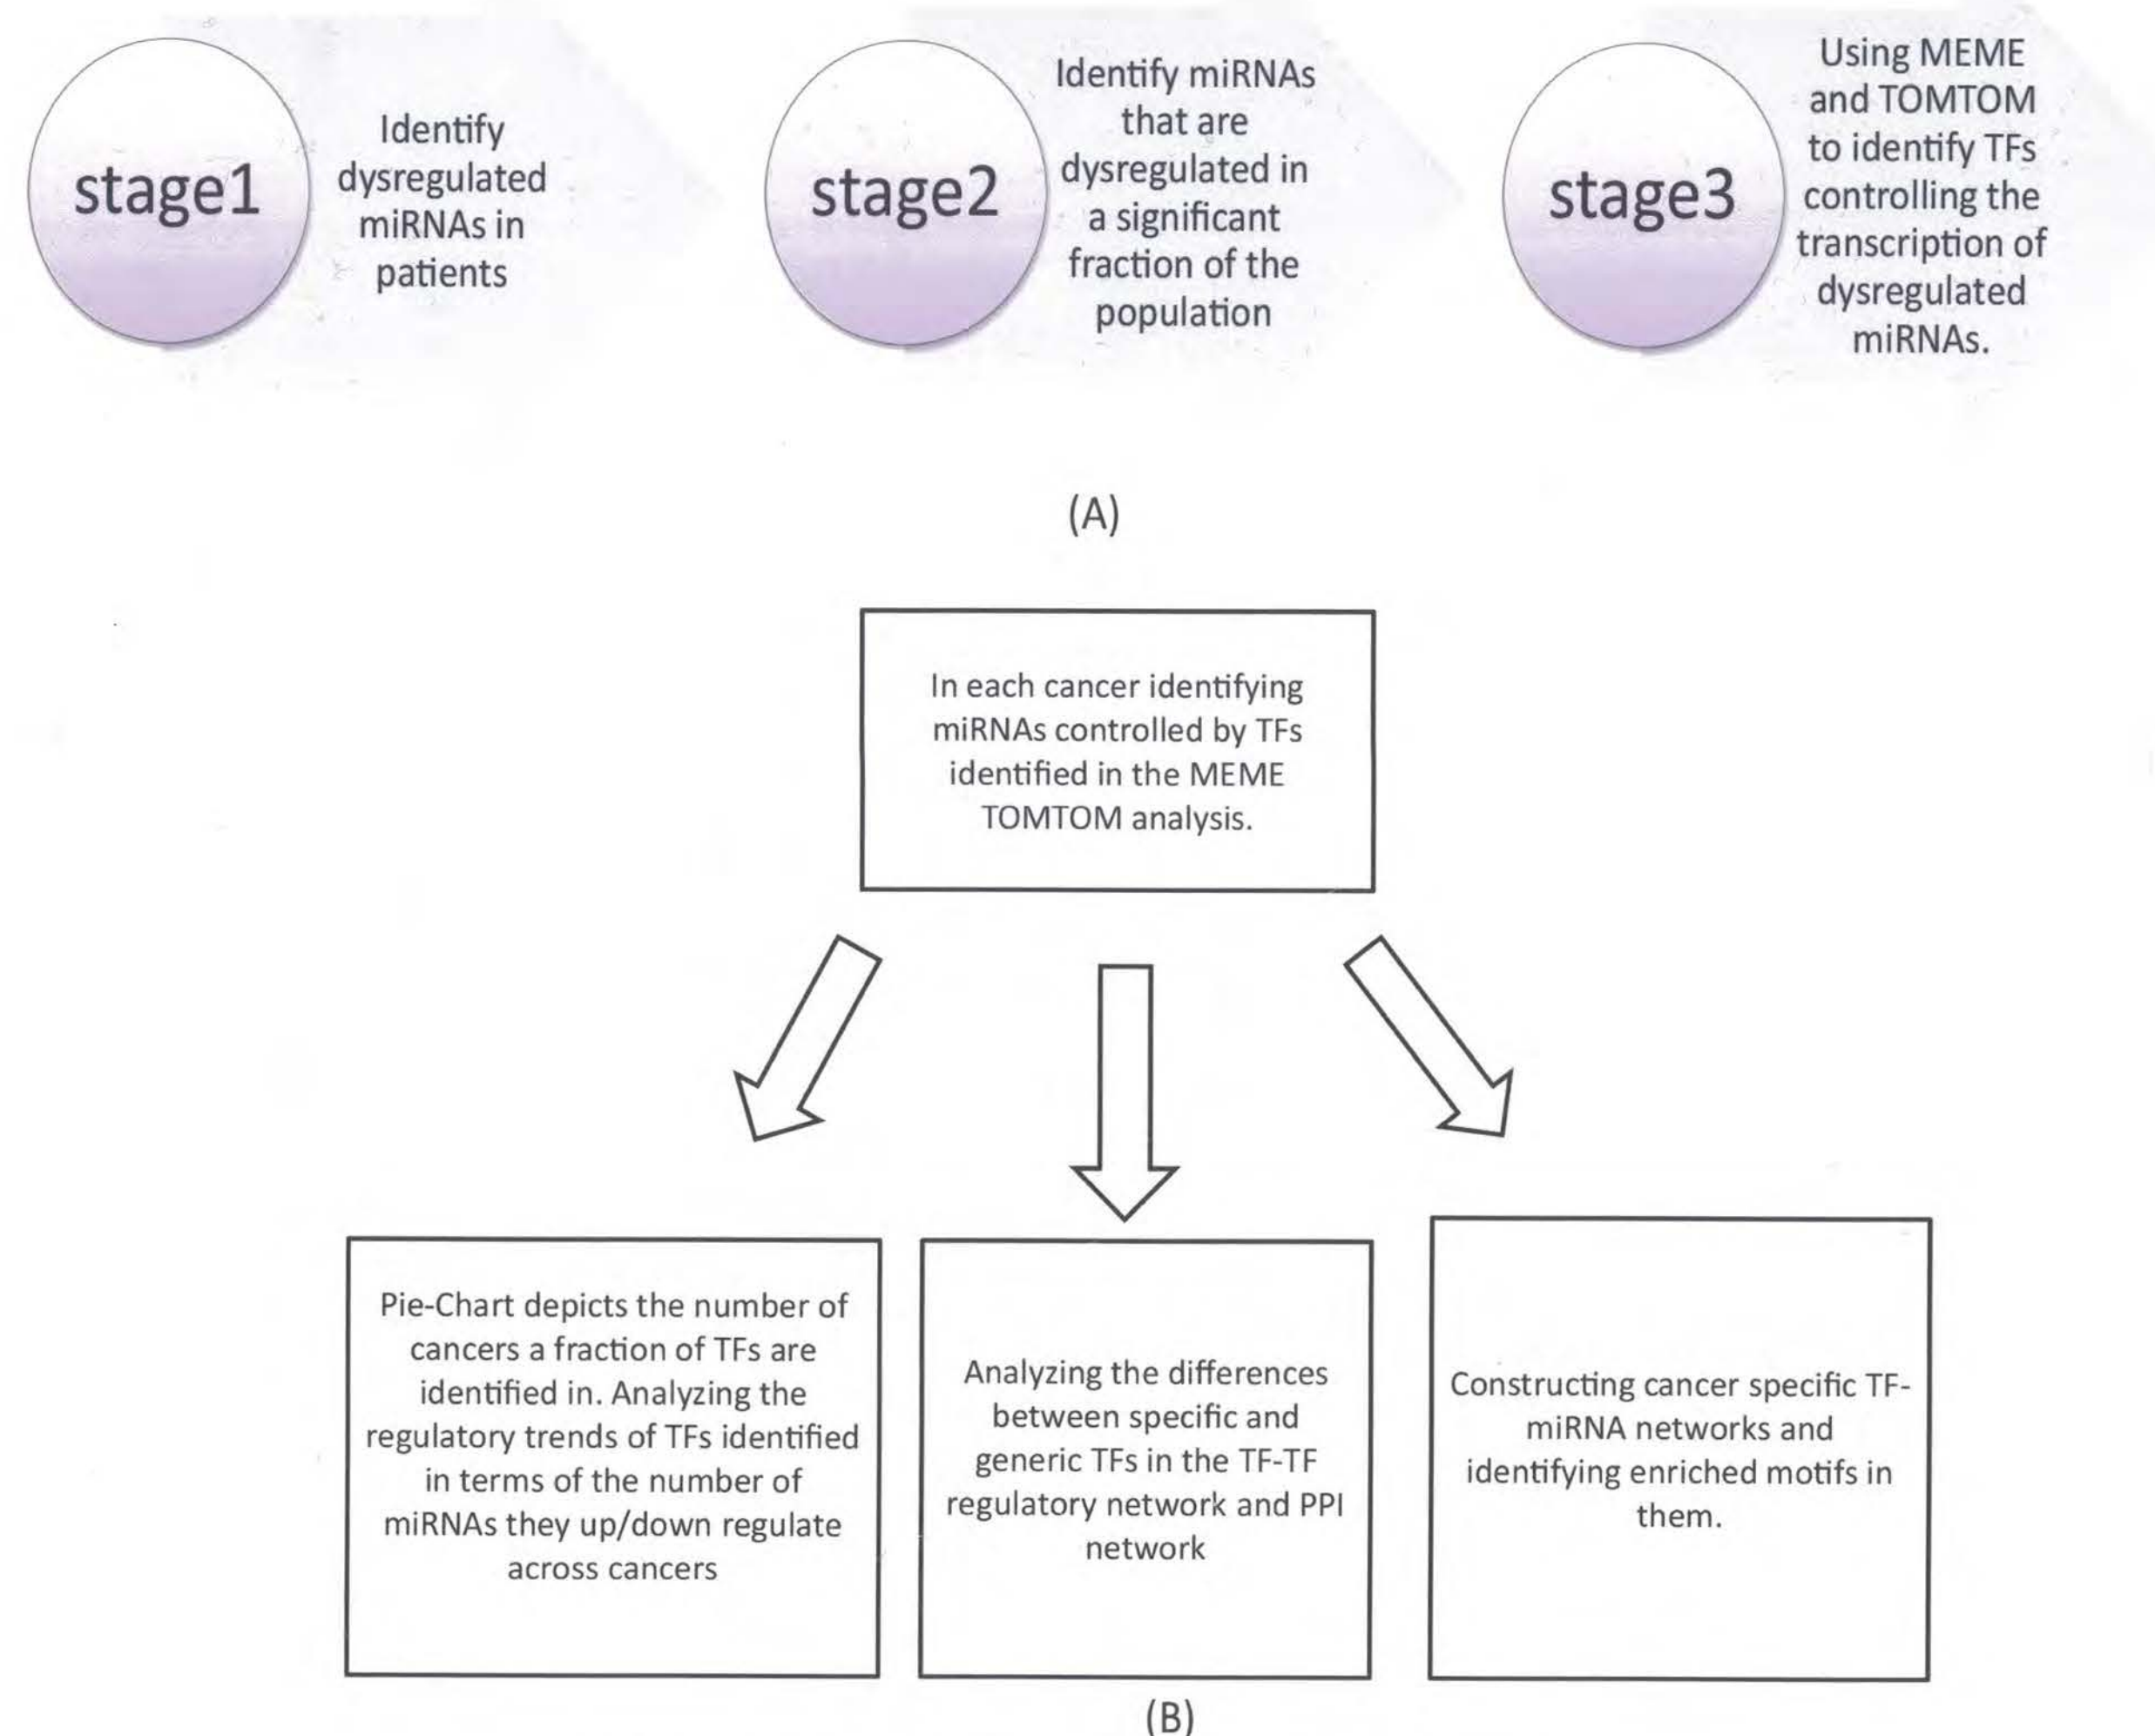 stage1
Identify
dysregulated
miRNAs in
patients
stage2
Identify miRNAs
that are
dysregulated in
a significant
fraction of the
population
stage3
Using MEME
and TOMTOM
to identify TFs
controlling the
transcription of
dysregulated
miRNAs.
(A)
In each cancer identifying
miRNAs controlled by TFs
identified in the MEME
TOMTOM analysis.
Pie-Chart depicts the number of
cancers a fraction of TFs are
identified in. Analyzing the
regulatory trends of TFs identified
in terms of the number of
miRNAs they up/down regulate
across cancers
Analyzing the differences
between specific and
generic TFs in the TF-TF
regulatory network and PPI
network
Constructing cancer specific TF-
miRNA networks and
identifying enriched motifs in
them.
(B)